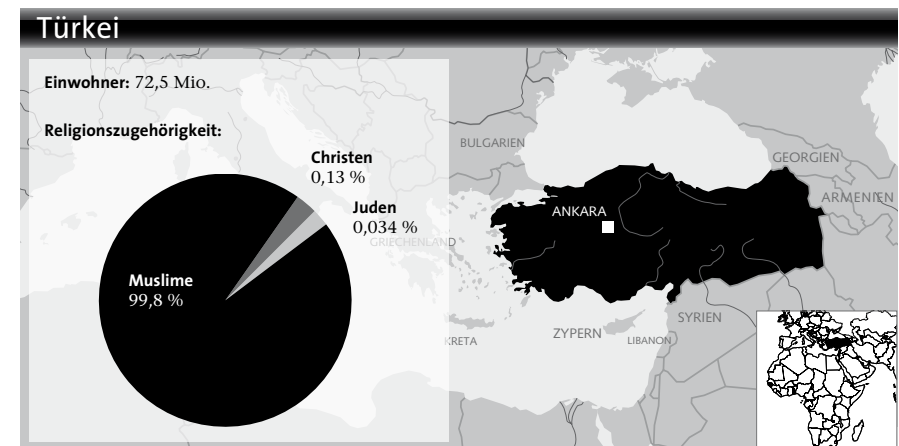 Türkei
Einwohner: 72,5 Mio.
Religionszugehörigkeit:
Christen
0,13 %
Juden
0,034 %
Muslime
99,8 %
BULGARIEN
GEORGIEN
ARMENIEN
ANKARA
GRIECHENLAND
SYRIEN
ZYPERN
LIBANON
KRETA